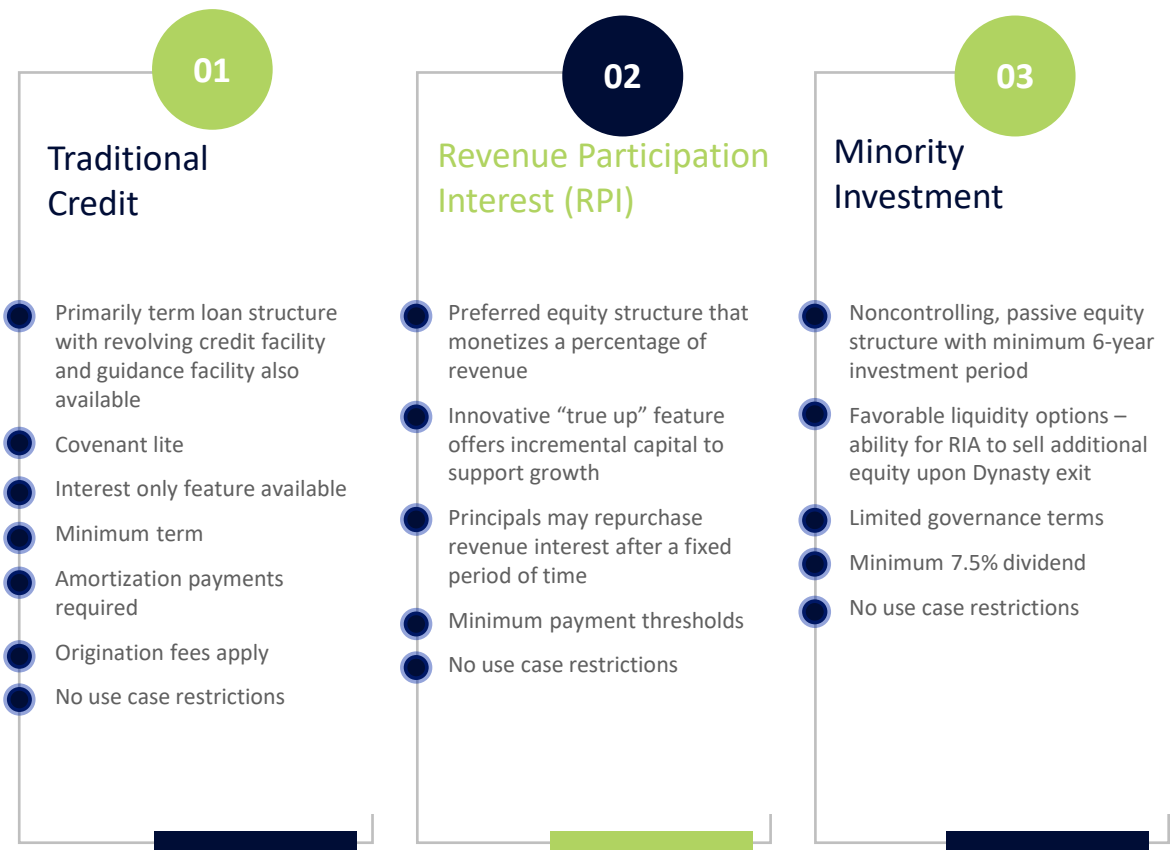 01
Traditional
Credit
Primarily term loan structure
with revolving credit facility
and guidance facility also
available
Covenant lite
Interest only feature available
Minimum term
Amortization payments
required
Origination fees apply
No use case restrictions
02
Revenue Participation
Interest (RPI)
Preferred equity structure that
monetizes a percentage of
revenue
Innovative “true up” feature
offers incremental capital to
support growth
Principals may repurchase
revenue interest after a fixed
period of time
Minimum payment thresholds
No use case restrictions
03
Minority
Investment
Noncontrolling, passive equity
structure with minimum 6-year
investment period
Favorable liquidity options –
ability for RIA to sell additional
equity upon Dynasty exit
Limited governance terms
Minimum 7.5% dividend
No use case restrictions